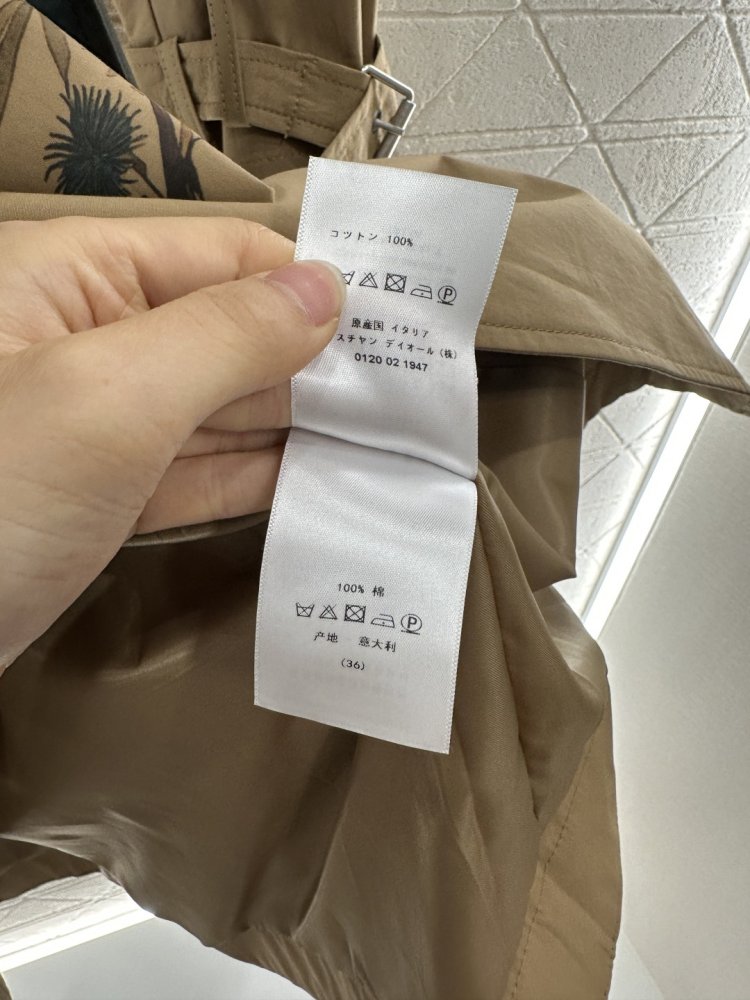 コットン 100%
P
原産国 イタリア
スチャン ディオール (株)
0120 02 1947
100% 棉
P
产地 意大利
(36)